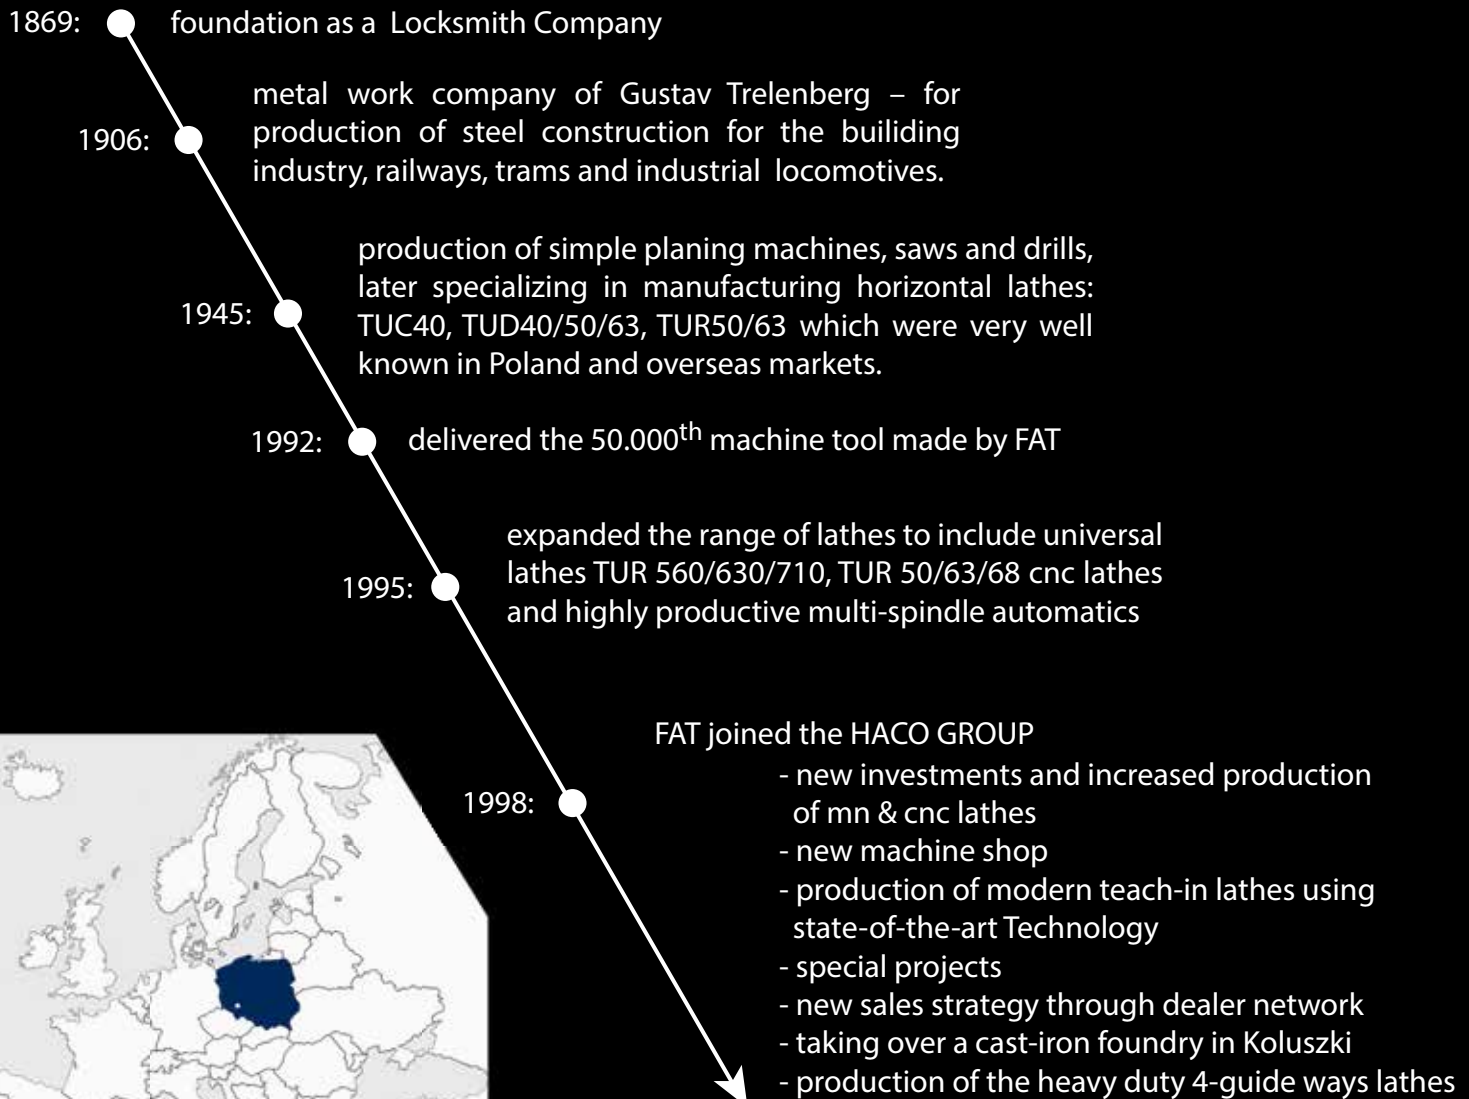 1869: foundation as a Locksmith Company
metal work company of Gustav Trelenberg – for
1906: production of steel construction for the builiding
industry, railways, trams and industrial locomotives.
production of simple planing machines, saws and drills,
later specializing in manufacturing horizontal lathes:
1945: TUC40, TUD40/50/63, TUR50/63 which were very well
known in Poland and overseas markets.
1992: delivered the 50.000th machine tool made by FAT
expanded the range of lathes to include universal
1995: lathes TUR 560/630/710, TUR 50/63/68 cnc lathes
and highly productive multi-spindle automatics
FAT joined the HACO GROUP
- new investments and increased production
1998: of mn & cnc lathes
- new machine shop
- production of modern teach-in lathes using
state-of-the-art Technology
- special projects
- new sales strategy through dealer network
- taking over a cast-iron foundry in Koluszki
- production of the heavy duty 4-guide ways lathes